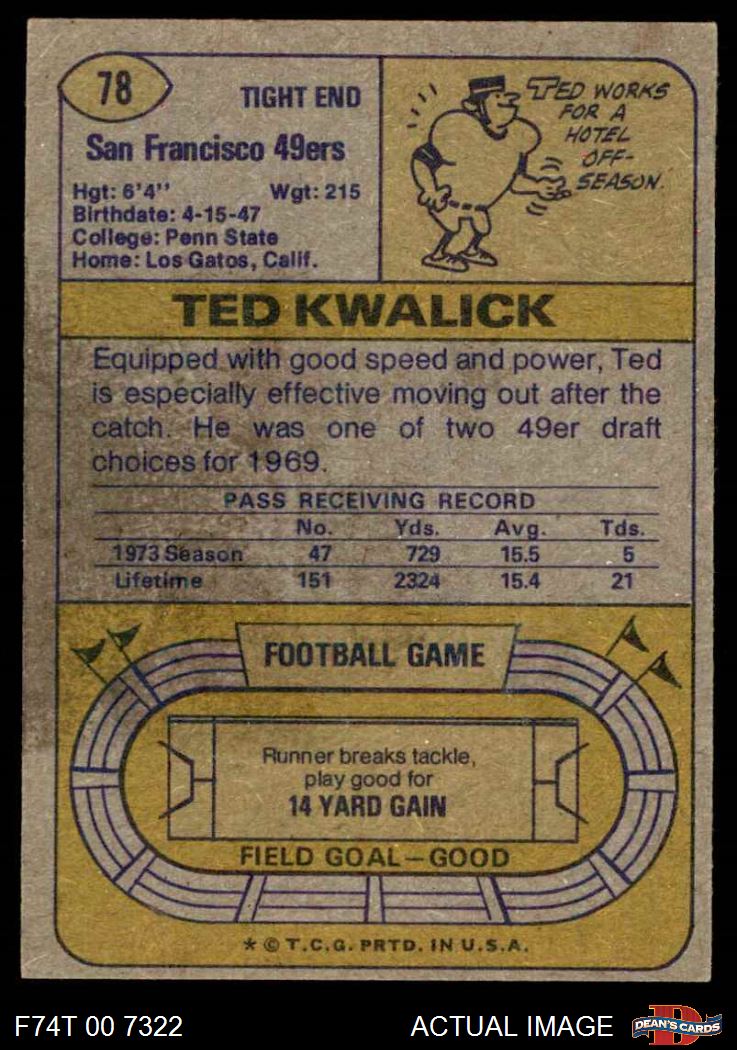 78
TIGHT END
San Francisco 49ers
Hgt: 6'4" Wgt: 215
Birthdate: 4-15-47
College: Penn State
Home: Los Gatos, Calif.
TED WORKS
FOR A
HOTEL
OFF-
SEASON.
TED KWALICK
Equipped with good speed and power, Ted
is especially effective moving out after the
catch. He was one of two 49er draft
choices for 1969.
PASS RECEIVING RECORD
No. Yds. Avg. Tds.
1973 Season 47 729 15.5 5
Lifetime 151 2324 15.4 21
FOOTBALL GAME
Runner breaks tackle,
play good for
14 YARD GAIN
FIELD GOAL—GOOD
* © T.C.G. PRTD. IN U.S.A.
F74T 00 7322 ACTUAL IMAGE
DEAN'S CARDS